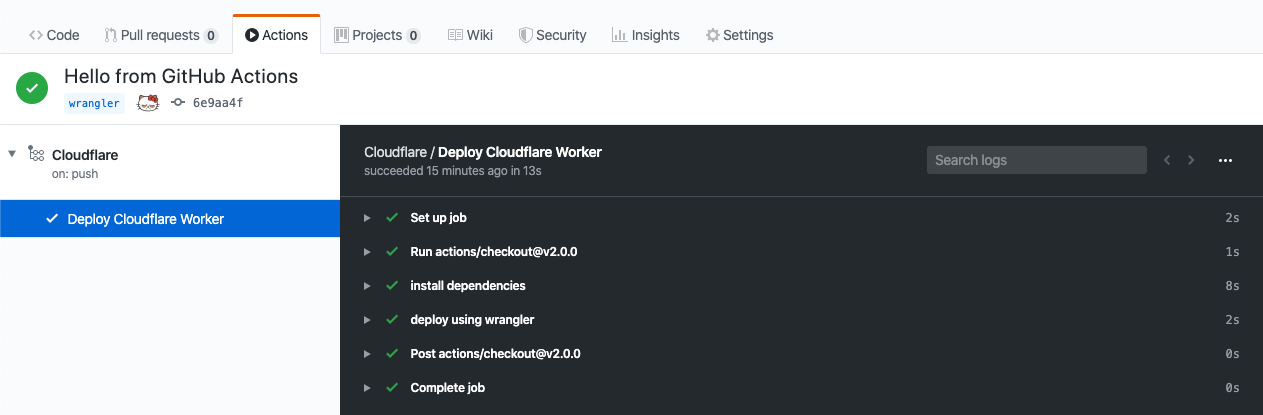 Code Pull requests 0 Actions Projects 0 Wiki Security Insights Settings
Hello from GitHub Actions
wrangler 6e9aa4f
Cloudflare
on: push
Deploy Cloudflare Worker
Cloudflare / Deploy Cloudflare Worker
succeeded 15 minutes ago in 13s
Search logs
Set up job 2s
Run actions/checkout@v2.0.0 1s
install dependencies 8s
deploy using wrangler 2s
Post actions/checkout@v2.0.0 0s
Complete job 0s